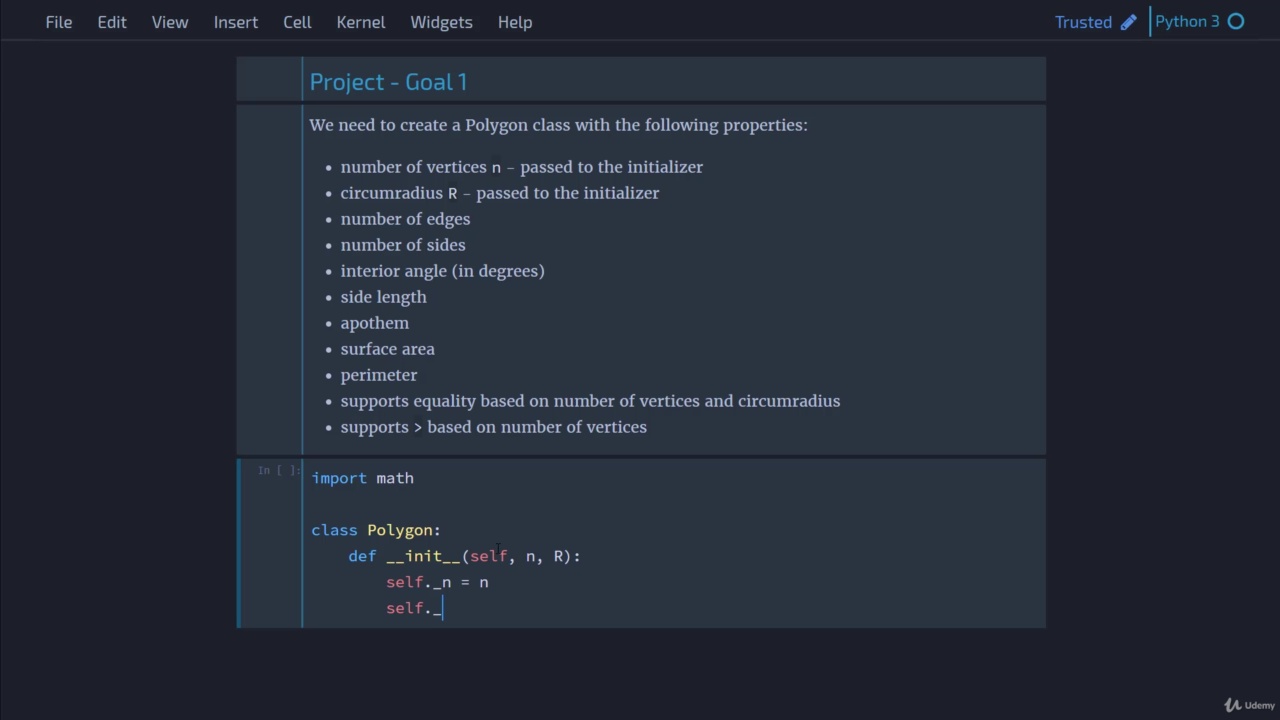 File Edit View Insert Cell Kernel Widgets Help Trusted Python 3
Project - Goal 1
We need to create a Polygon class with the following properties:
• number of vertices n - passed to the initializer
• circumradius R - passed to the initializer
• number of edges
• number of sides
• interior angle (in degrees)
• side length
• apothem
• surface area
• perimeter
• supports equality based on number of vertices and circumradius
• supports > based on number of vertices
In [ ]:
import math
class Polygon:
    def __init__(self, n, R):
        self._n = n
        self._
Udemy